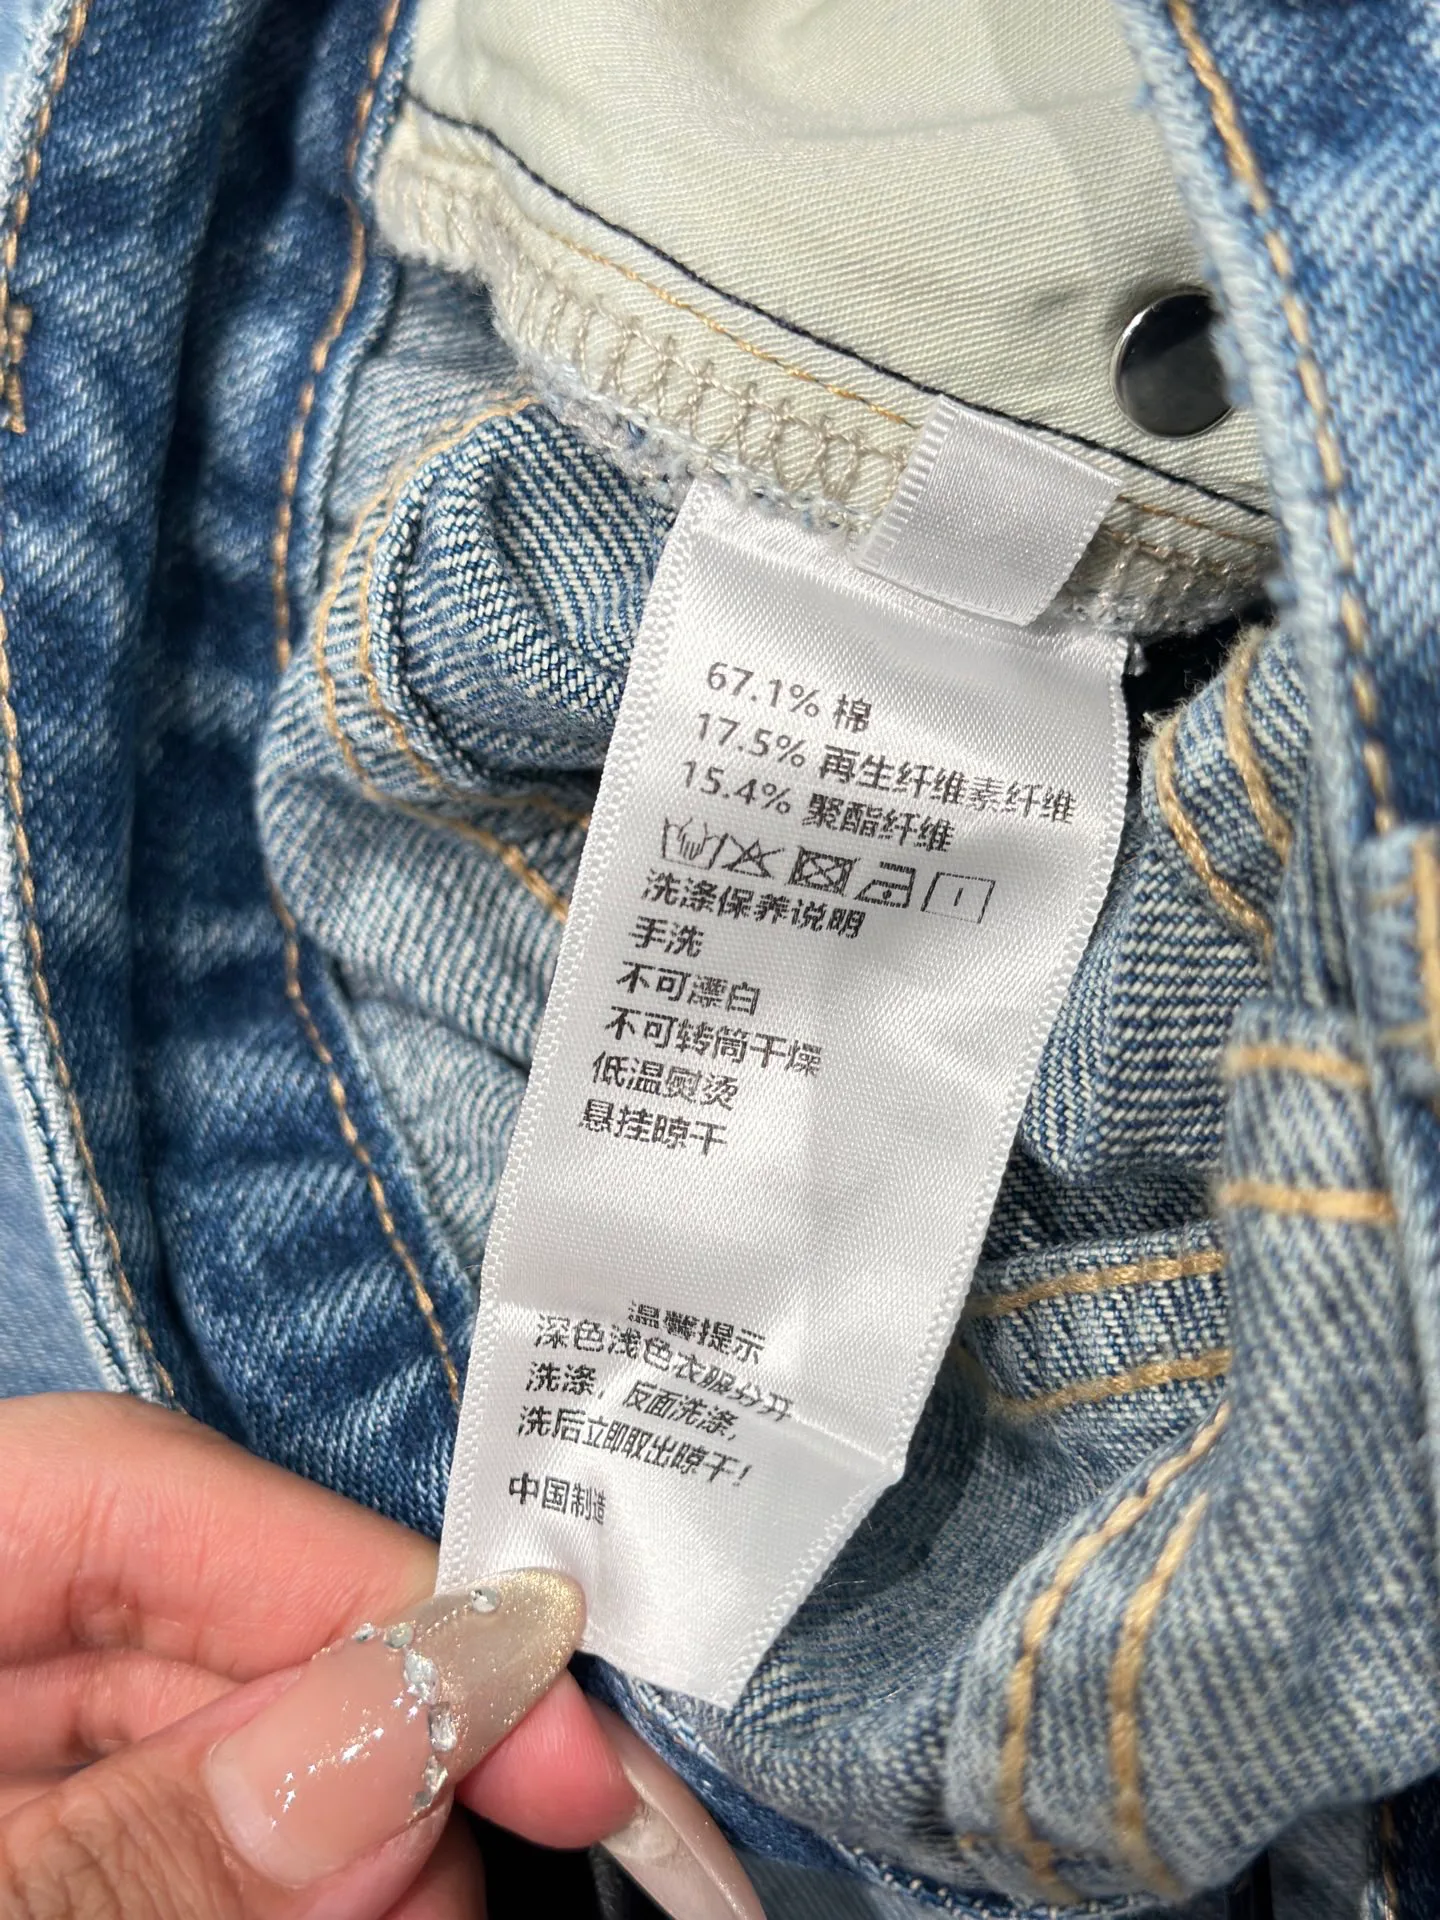 67.1% 棉
17.5% 再生纤维素纤维
15.4% 聚酯纤维
洗涤保养说明
手洗
不可漂白
不可转筒干燥
低温熨烫
悬挂晾干
温馨提示
深色浅色衣服分开
洗涤，反面洗涤，
洗后立即取出晾干！
中国制造